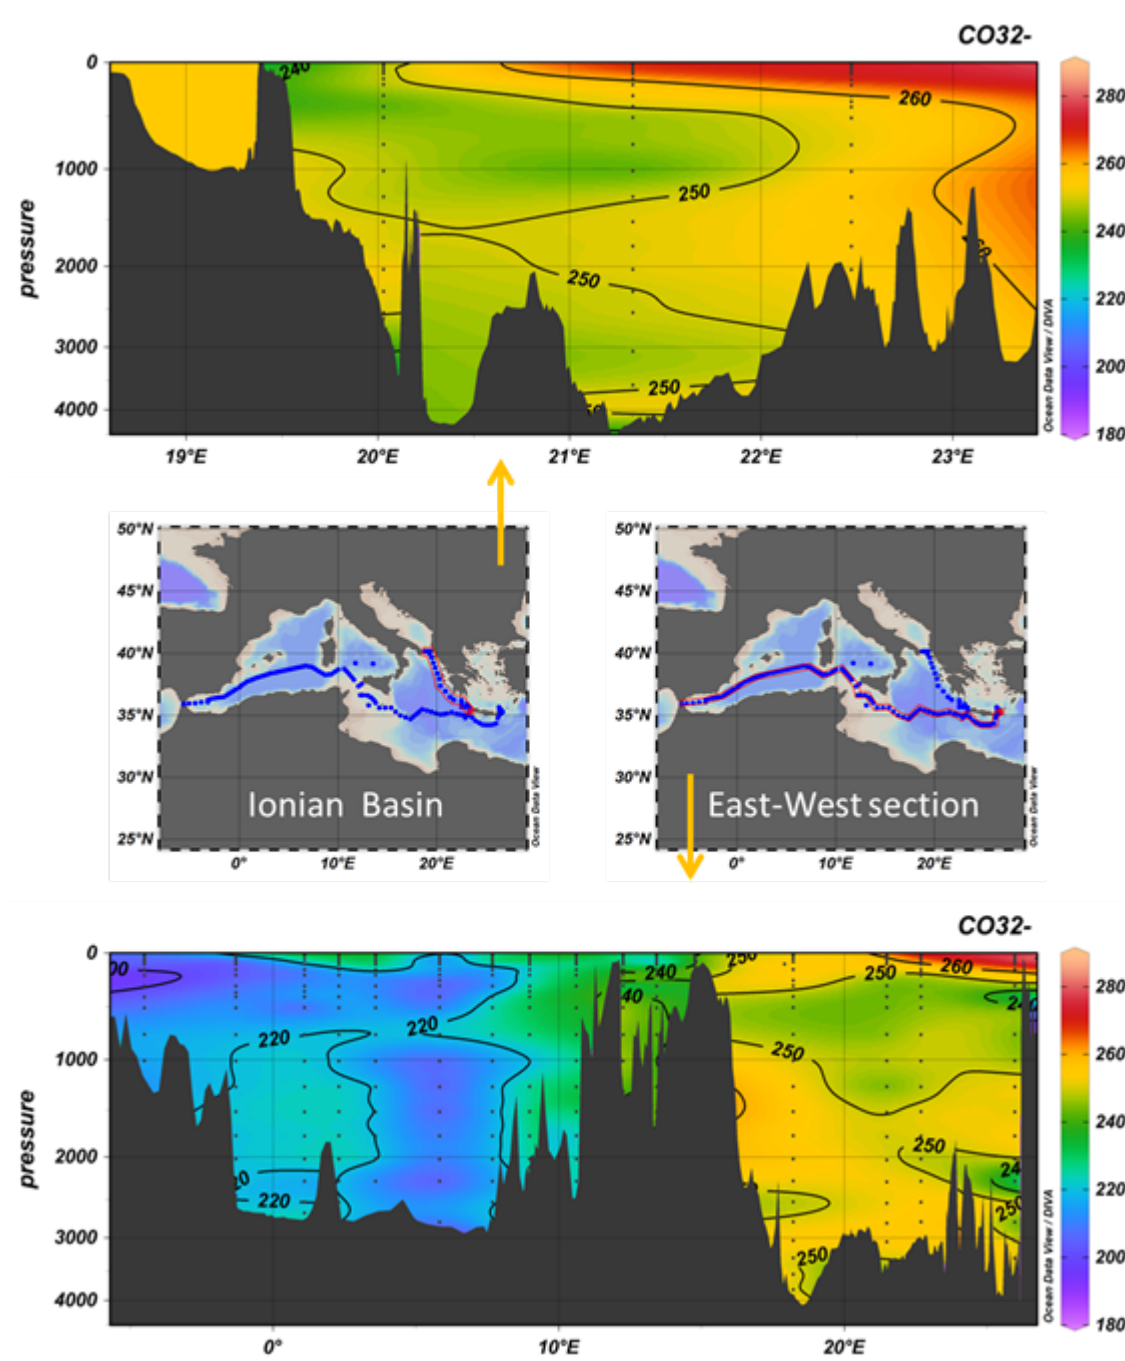 CO32-
0
1000
2000
3000
4000
pressure
240
260
250
250
250
280
260
240
220
200
180
Ocean Data View / DIVA
19°E
20°E
21°E
22°E
23°E
50°N
45°N
40°N
35°N
30°N
25°N
0°
10°E
20°E
Ionian Basin
Ocean Data View
50°N
45°N
40°N
35°N
30°N
25°N
0°
10°E
20°E
East-West section
Ocean Data View
CO32-
0
1000
2000
3000
4000
pressure
220
220
220
240
250
250
260
250
250
250
250
280
260
240
220
200
180
Ocean Data View / DIVA
0°
10°E
20°E